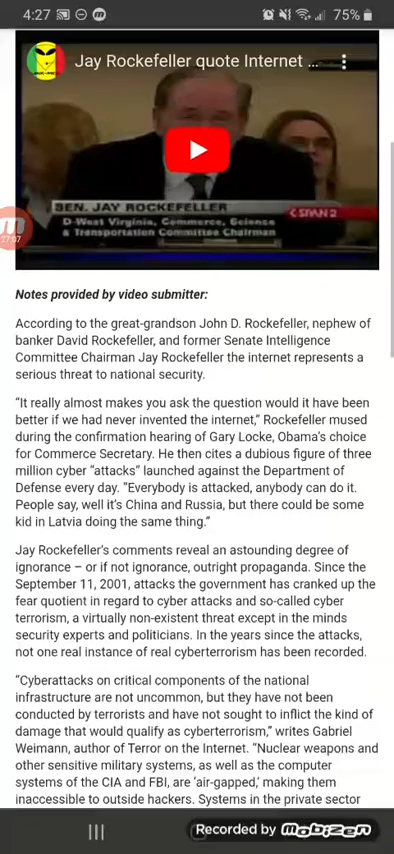 4:27
75%
Jay Rockefeller quote Internet ...
SEN. JAY ROCKEFELLER
D-West Virginia, Commerce, Science
& Transportation Committee Chairman
CSPAN2
27:07
Notes provided by video submitter:
According to the great-grandson John D. Rockefeller, nephew of
banker David Rockefeller, and former Senate Intelligence
Committee Chairman Jay Rockefeller the internet represents a
serious threat to national security.
“It really almost makes you ask the question would it have been
better if we had never invented the internet,” Rockefeller mused
during the confirmation hearing of Gary Locke, Obama’s choice
for Commerce Secretary. He then cites a dubious figure of three
million cyber “attacks” launched against the Department of
Defense every day. “Everybody is attacked, anybody can do it.
People say, well it’s China and Russia, but there could be some
kid in Latvia doing the same thing.”
Jay Rockefeller’s comments reveal an astounding degree of
ignorance – or if not ignorance, outright propaganda. Since the
September 11, 2001, attacks the government has cranked up the
fear quotient in regard to cyber attacks and so-called cyber
terrorism, a virtually non-existent threat except in the minds
security experts and politicians. In the years since the attacks,
not one real instance of real cyberterrorism has been recorded.
“Cyberattacks on critical components of the national
infrastructure are not uncommon, but they have not been
conducted by terrorists and have not sought to inflict the kind of
damage that would qualify as cyberterrorism,” writes Gabriel
Weimann, author of Terror on the Internet. “Nuclear weapons and
other sensitive military systems, as well as the computer
systems of the CIA and FBI, are ‘air-gapped,’ making them
inaccessible to outside hackers. Systems in the private sector
Recorded by Mobizen